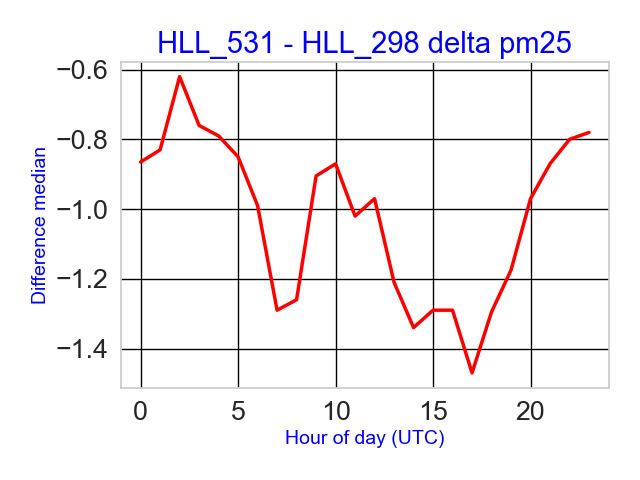 HLL_531 - HLL_298 delta pm25
−0.6
−0.8
−1.0
−1.2
−1.4
Difference median
0 5 10 15 20
Hour of day (UTC)